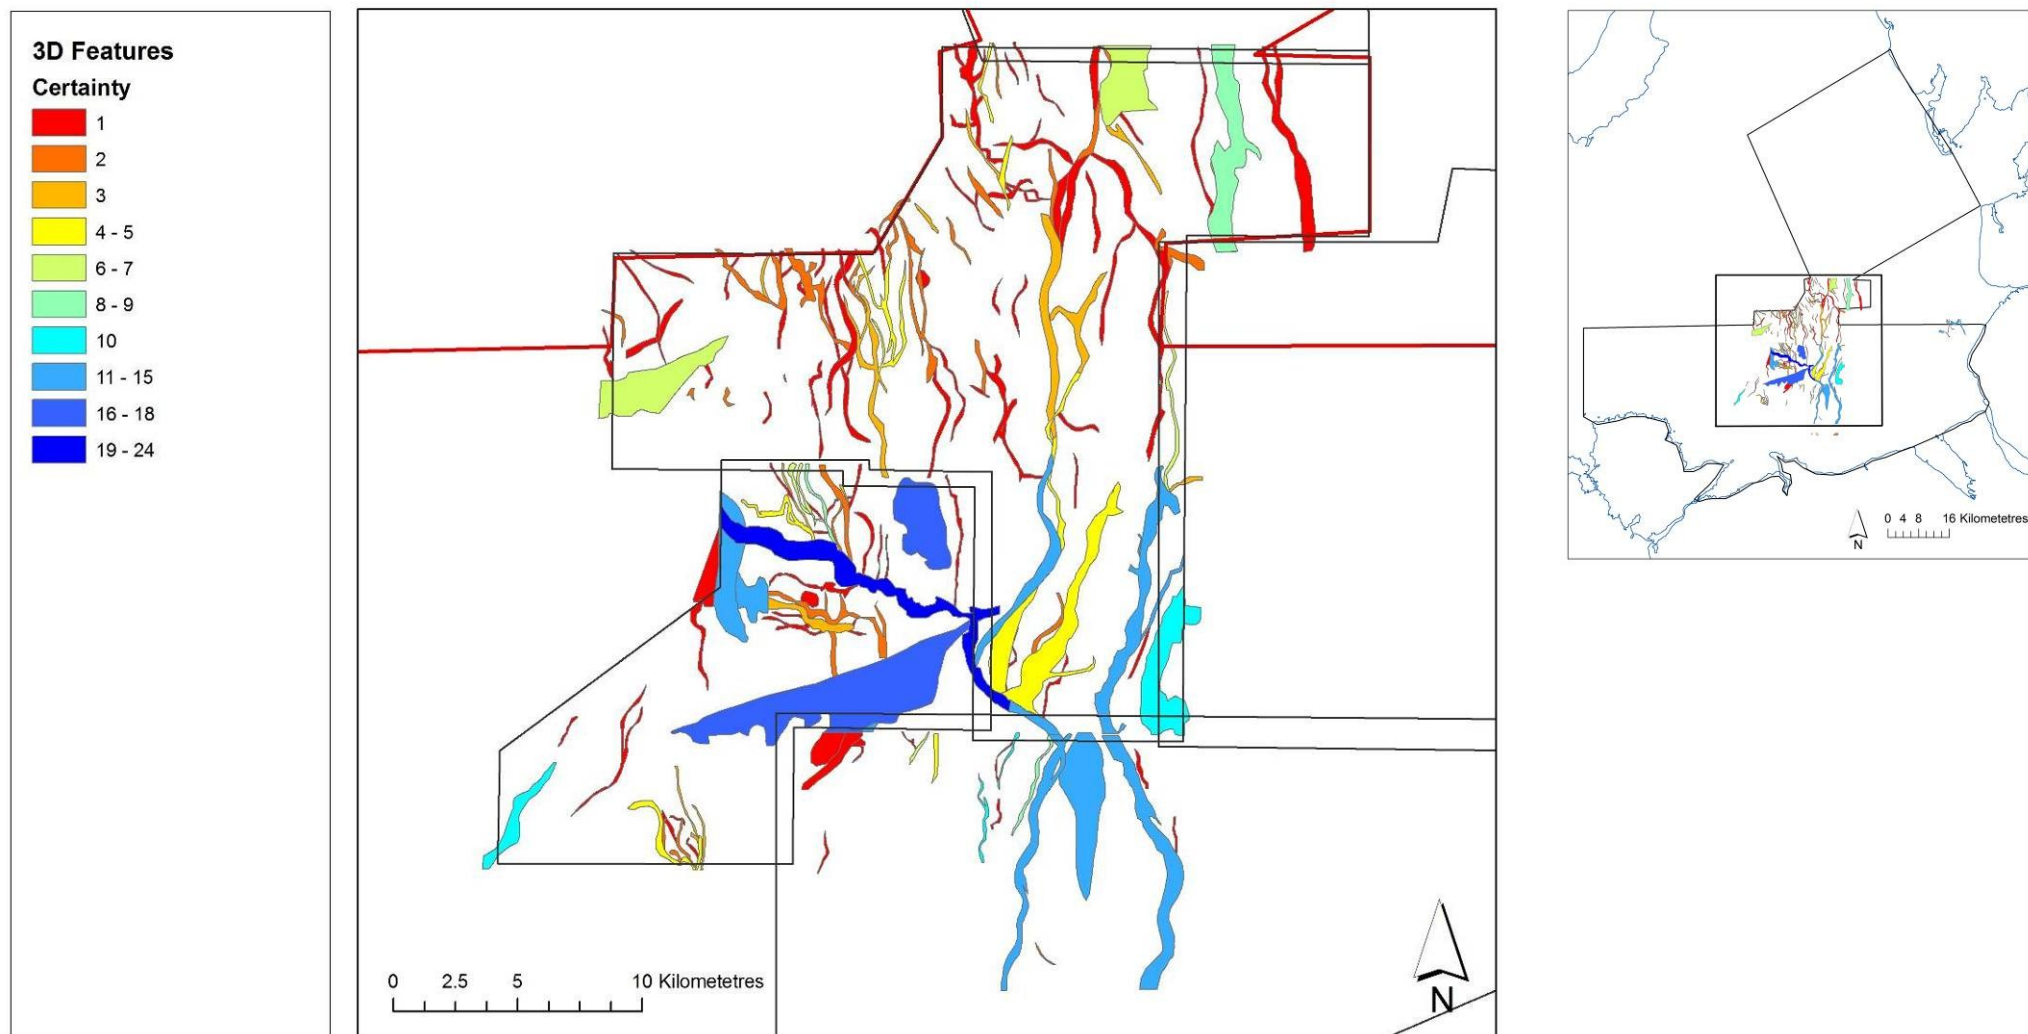 3D Features
Certainty
1
2
3
4 - 5
6 - 7
8 - 9
10
11 - 15
16 - 18
19 - 24
0 2.5 5 10 Kilometetres
N
0 4 8 16 Kilometetres
N